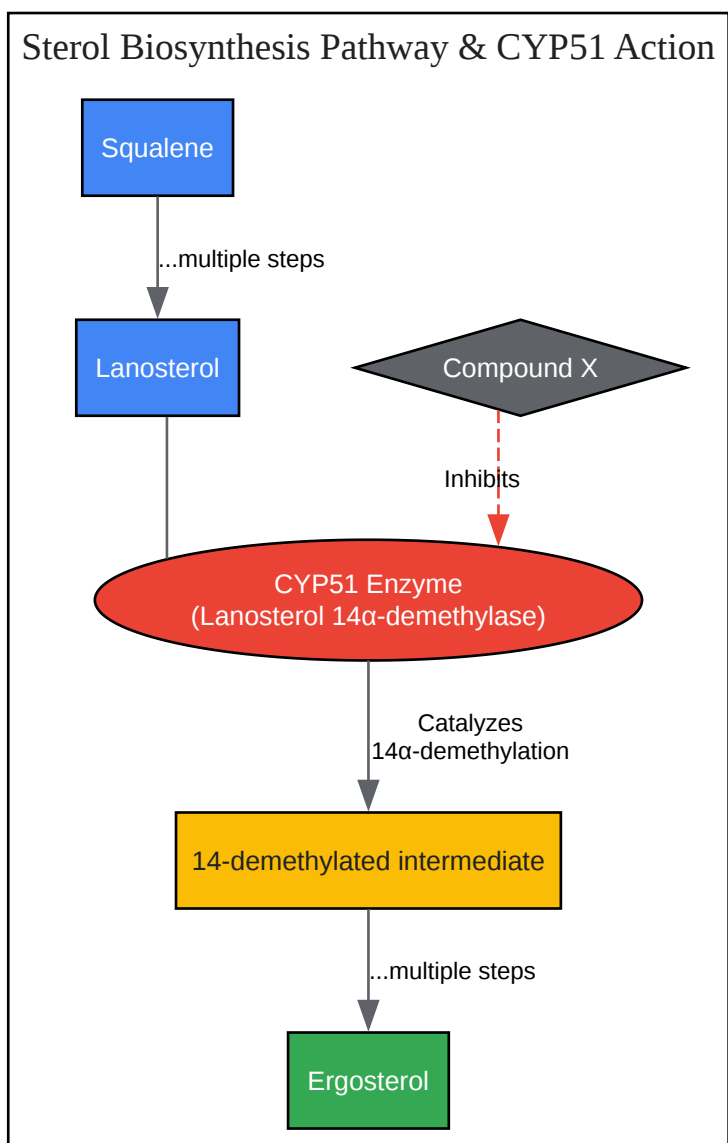 Sterol Biosynthesis Pathway & CYP51 Action
Squalene
...multiple steps
Lanosterol
Compound X
Inhibits
CYP51 Enzyme
(Lanosterol 14α-demethylase)
Catalyzes
14α-demethylation
14-demethylated intermediate
...multiple steps
Ergosterol